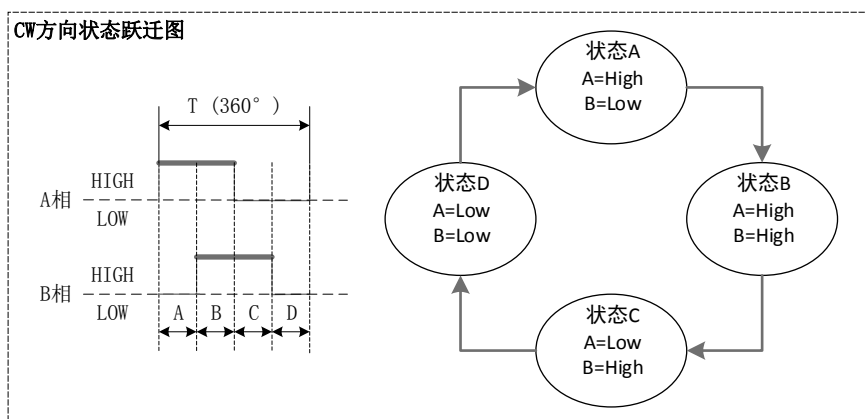 CW方向状态跃迁图
T (360° )
A相
HIGH
LOW
B相
HIGH
LOW
A
B
C
D
状态A
A=High
B=Low
状态D
A=Low
B=Low
状态B
A=High
B=High
状态C
A=Low
B=High